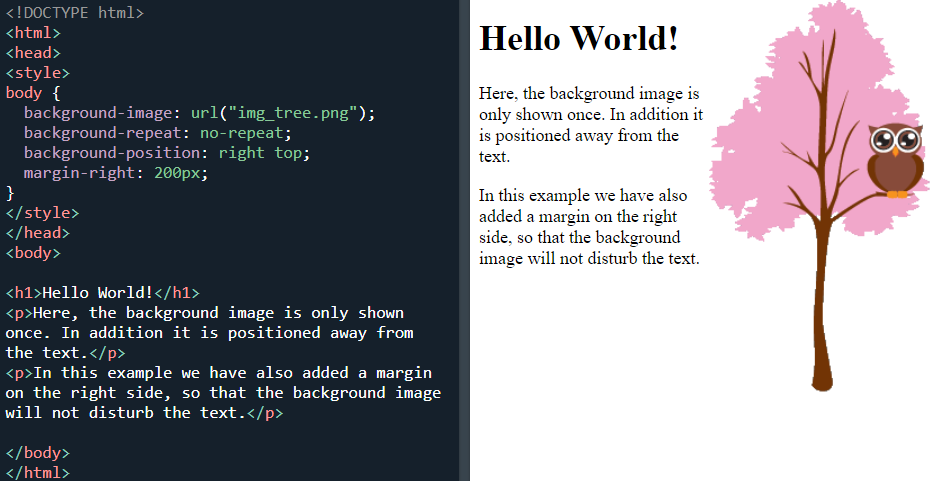 <!DOCTYPE html>
<html>
<head>
<style>
body {
  background-image: url("img_tree.png");
  background-repeat: no-repeat;
  background-position: right top;
  margin-right: 200px;
}
</style>
</head>
<body>

<h1>Hello World!</h1>
<p>Here, the background image is only shown
once. In addition it is positioned away from
the text.</p>
<p>In this example we have also added a margin
on the right side, so that the background image
will not disturb the text.</p>

</body>
</html>
Hello World!
Here, the background image is
only shown once. In addition it
is positioned away from the
text.
In this example we have also
added a margin on the right
side, so that the background
image will not disturb the text.